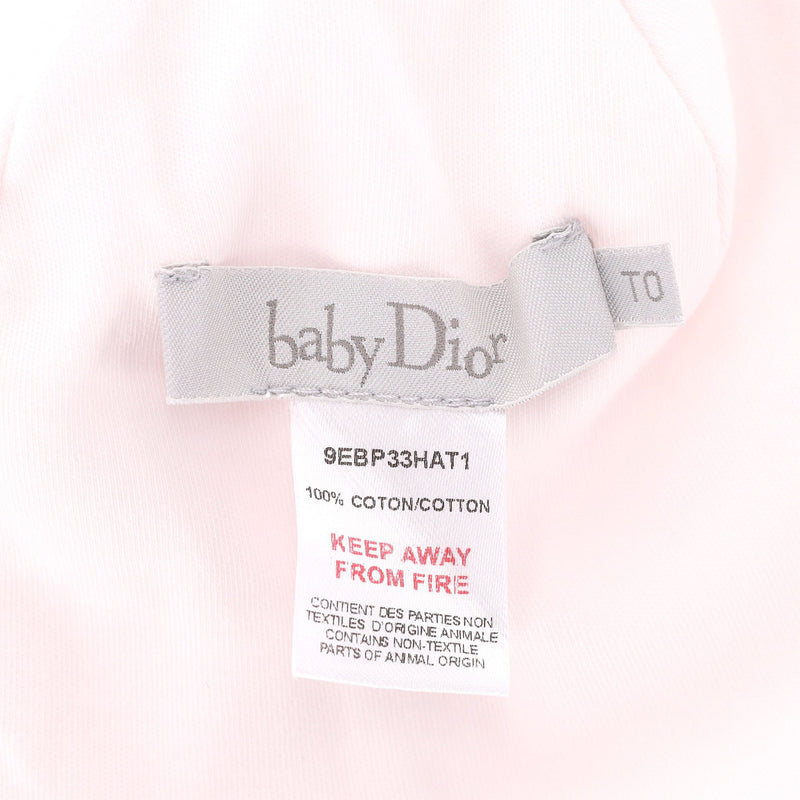 baby Dior
T0
9EBP33HAT1
100% COTON/COTTON
KEEP AWAY
FROM FIRE
CONTIENT DES PARTIES NON
TEXTILES D'ORIGINE ANIMALE
CONTAINS NON-TEXTILE
PARTS OF ANIMAL ORIGIN